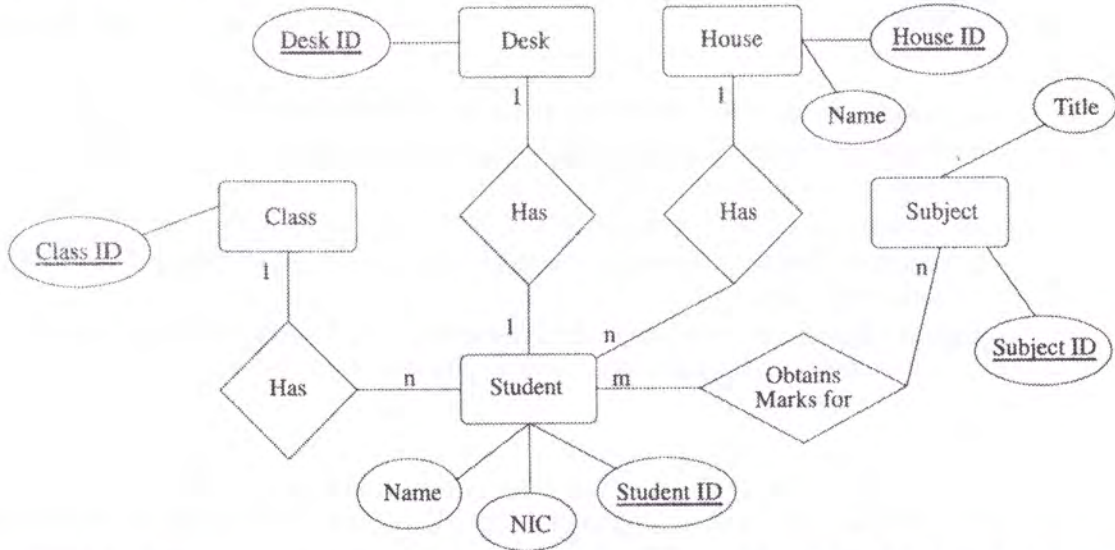 Desk ID
Desk
House
House ID
Name
Title
1
1
Class
Has
Has
Subject
Class ID
1
n
1
n
Subject ID
Has
n
Student
m
Obtains
Marks for
Name
Student ID
NIC